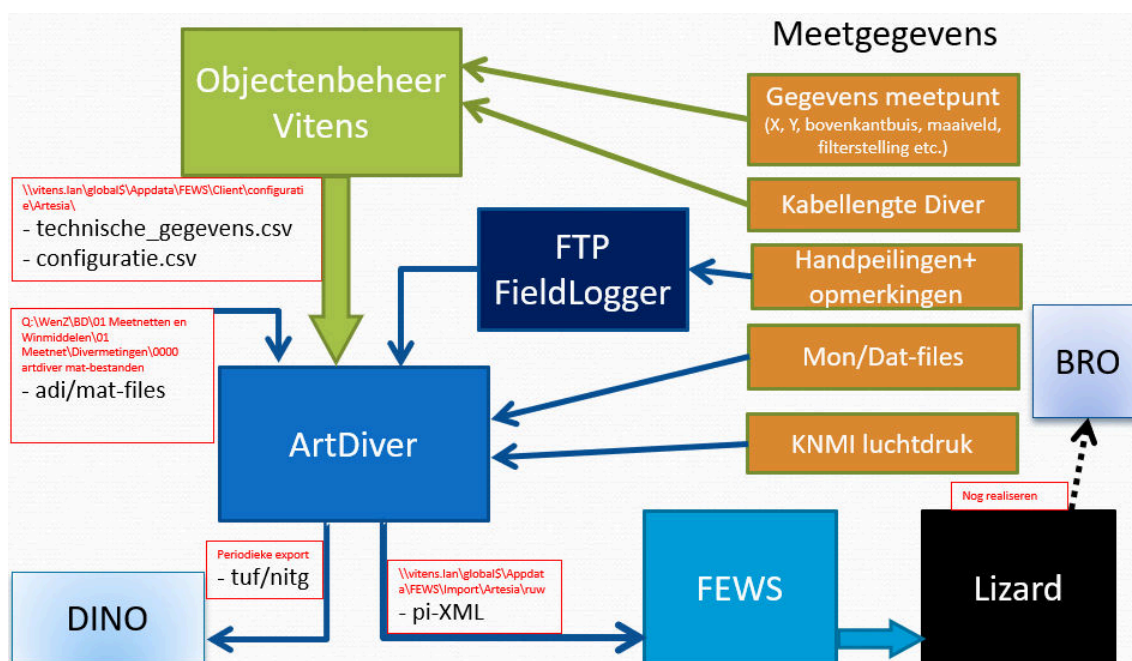 Meetgegevens
Objectenbeheer
Vitens
Gegevens meetpunt
(X, Y, bovenkantbuis, maaiveld,
filterstelling etc.)
\\vitens.lan\global$\Appdata\FEWS\Client\configurati
e\Artesia\
- technische_gegevens.csv
- configuratie.csv
Kabellengte Diver
FTP
FieldLogger
Handpeilingen+
opmerkingen
Q:\WenZ\BD\01 Meetnetten en
Winmiddelen\01
Meetnet\Divermetingen\0000
artdiver mat-bestanden
- adi/mat-files
Mon/Dat-files
BRO
ArtDiver
KNMI luchtdruk
Nog realiseren
Periodieke export
- tuf/nitg
\\vitens.lan\global$\Appdat
a\FEWS\Import\Artesia\ruw
- pi-XML
DINO
FEWS
Lizard